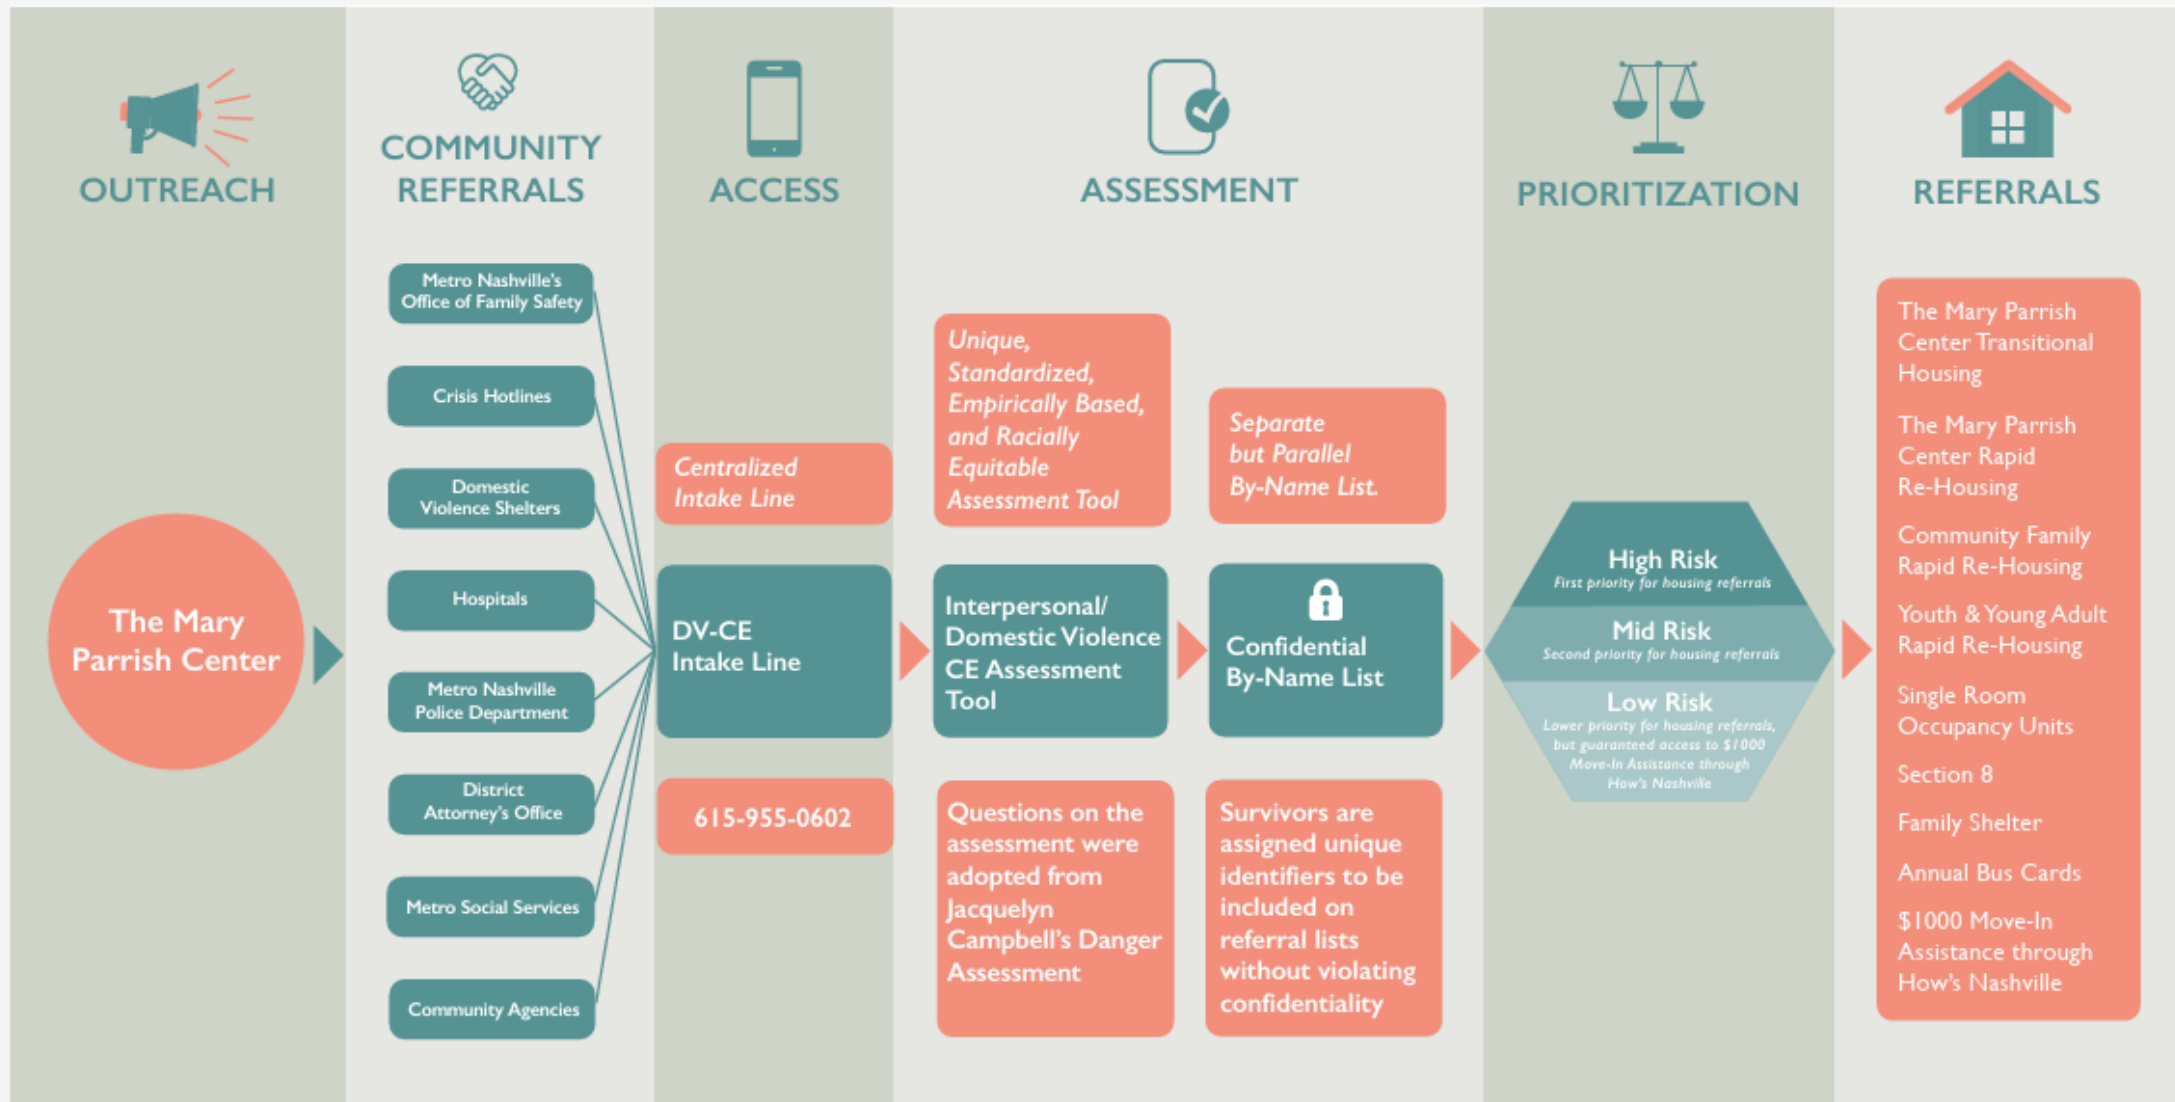 OUTREACH
The Mary
Parrish Center
COMMUNITY
REFERRALS
Metro Nashville's
Office of Family Safety
Crisis Hotlines
Domestic
Violence Shelters
Hospitals
Metro Nashville
Police Department
District
Attorney's Office
Metro Social Services
Community Agencies
ACCESS
Centralized
Intake Line
DV-CE
Intake Line
615-955-0602
ASSESSMENT
Unique,
Standardized,
Empirically Based,
and Racially
Equitable
Assessment Tool
Interpersonal/
Domestic Violence
CE Assessment
Tool
Questions on the
assessment were
adopted from
Jacquelyn
Campbell's Danger
Assessment
Separate
but Parallel
By-Name List.
Confidential
By-Name List
Survivors are
assigned unique
identifiers to be
included on
referral lists
without violating
confidentiality
PRIORITIZATION
High Risk
First priority for housing referrals
Mid Risk
Second priority for housing referrals
Low Risk
Lower priority for housing referrals,
but guaranteed access to $1000
Move-In Assistance through
How's Nashville
REFERRALS
The Mary Parrish
Center Transitional
Housing
The Mary Parrish
Center Rapid
Re-Housing
Community Family
Rapid Re-Housing
Youth & Young Adult
Rapid Re-Housing
Single Room
Occupancy Units
Section 8
Family Shelter
Annual Bus Cards
$1000 Move-In
Assistance through
How's Nashville